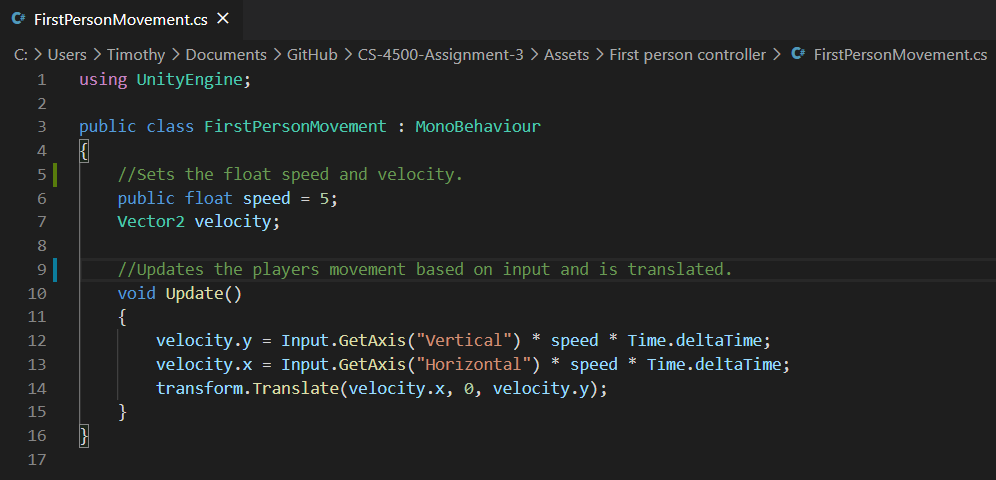 FirstPersonMovement.cs
C: > Users > Timothy > Documents > GitHub > CS-4500-Assignment-3 > Assets > First person controller > FirstPersonMovement.cs
1 using UnityEngine;
2
3 public class FirstPersonMovement : MonoBehaviour
4 {
5 //Sets the float speed and velocity.
6 public float speed = 5;
7 Vector2 velocity;
8
9 //Updates the players movement based on input and is translated.
10 void Update()
11 {
12 velocity.y = Input.GetAxis("Vertical") * speed * Time.deltaTime;
13 velocity.x = Input.GetAxis("Horizontal") * speed * Time.deltaTime;
14 transform.Translate(velocity.x, 0, velocity.y);
15 }
16 }
17